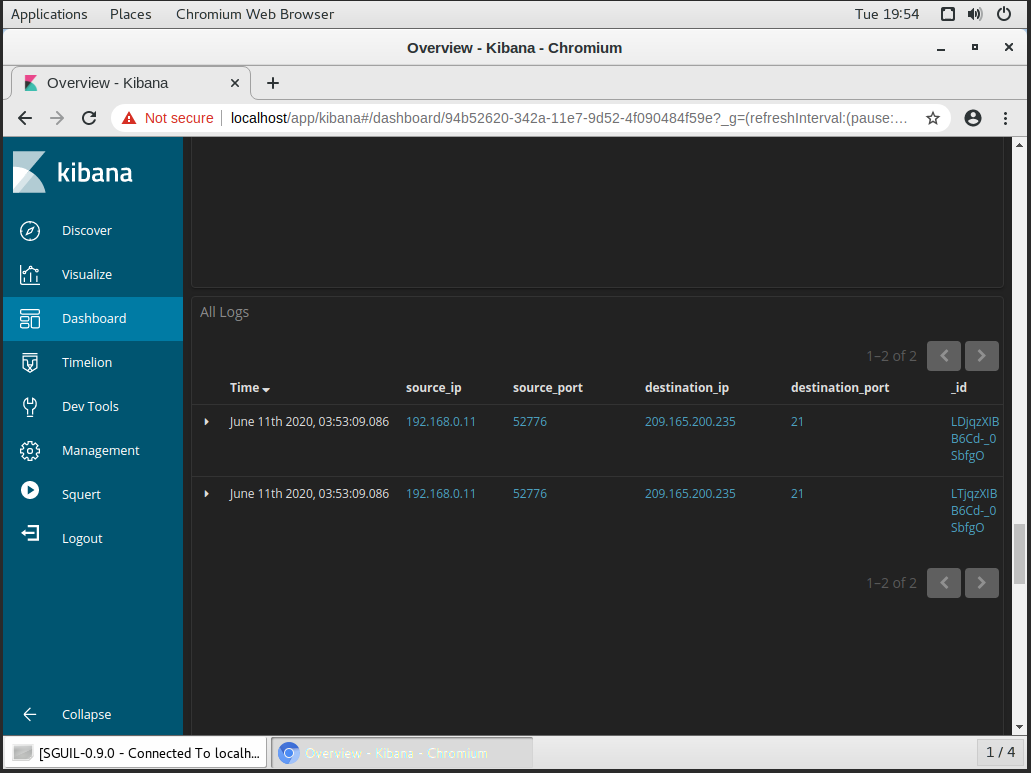 Applications Places Chromium Web Browser Tue 19:54
Overview - Kibana - Chromium
Overview - Kibana
Not secure localhost/app/kibana#/dashboard/94b52620-342a-11e7-9d52-4f090484f59e?_g=(refreshInterval:(pause:...
kibana
Discover
Visualize
Dashboard
Timelion
Dev Tools
Management
Squert
Logout
Collapse
All Logs
1–2 of 2
Time source_ip source_port destination_ip destination_port _id
June 11th 2020, 03:53:09.086 192.168.0.11 52776 209.165.200.235 21 LDjqzXIB
B6Cd-_0
SbfgO
June 11th 2020, 03:53:09.086 192.168.0.11 52776 209.165.200.235 21 LTjqzXIB
B6Cd-_0
SbfgO
1–2 of 2
[SGUIL-0.9.0 - Connected To localh... Overview - Kibana - Chromium 1 / 4